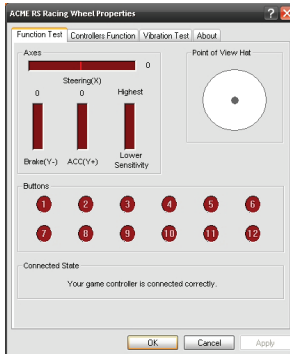 ACME RS Racing Wheel Properties
Function Test Controllers Function Vibration Test About
Axes
Point of View Hat
0
Steering(X)
0 0 Highest
Brake(Y-) ACC(Y+) Lower
Sensitivity
Buttons
1 2 3 4 5 6
7 8 9 10 11 12
Connected State
Your game controller is connected correctly.
OK Cancel Apply